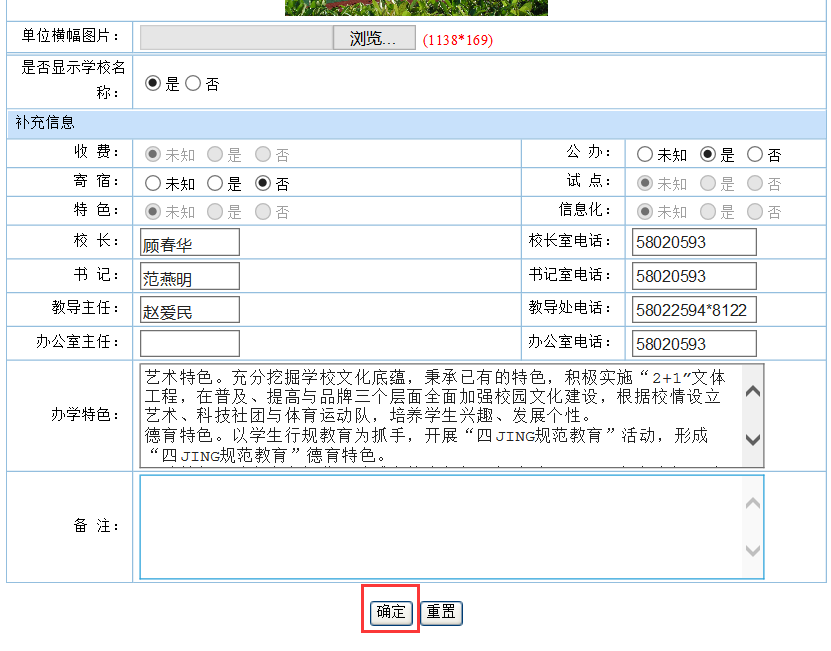 单位横幅图片： 浏览... (1138*169)
是否显示学校名
称： 是 否
补充信息
收 费： 未知 是 否 公 办： 未知 是 否
寄 宿： 未知 是 否 试 点： 未知 是 否
特 色： 未知 是 否 信息化： 未知 是 否
校 长： 顾春华 校长室电话： 58020593
书 记： 范燕明 书记室电话： 58020593
教导主任： 赵爱民 教导处电话： 58022594*8122
办公室主任： 办公室电话： 58020593
办学特色：
艺术特色。充分挖掘学校文化底蕴，秉承已有的特色，积极实施“2+1”文体
工程，在普及、提高与品牌三个层面全面加强校园文化建设，根据校情设立
艺术、科技社团与体育运动队，培养学生兴趣、发展个性。
德育特色。以学生行规教育为抓手，开展“四JING规范教育”活动，形成
“四JING规范教育”德育特色。
备 注：
确定 重置